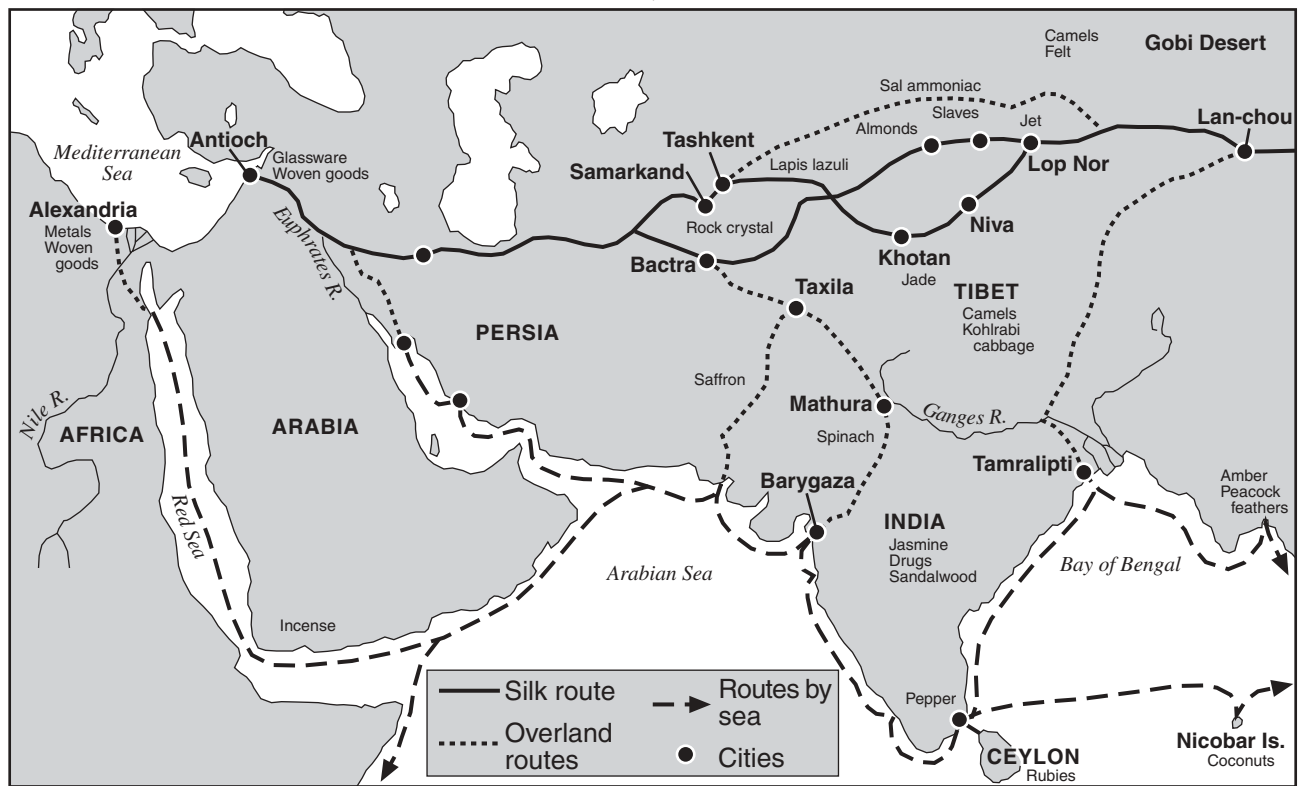 Camels
Felt
Gobi Desert
Sal ammoniac
Slaves
Jet
Almonds
Lan-chou
Tashkent
Antioch
Mediterranean
Sea
Glassware
Woven goods
Lapis lazuli
Lop Nor
Samarkand
Alexandria
Metals
Woven
goods
Rock crystal
Niva
Euphrates R.
Khotan
Jade
Bactra
Taxila
TIBET
Camels
Kohlrabi
cabbage
PERSIA
Saffron
Nile R.
AFRICA
ARABIA
Mathura
Ganges R.
Spinach
Tamralipti
Barygaza
Amber
Peacock
feathers
Red Sea
INDIA
Jasmine
Drugs
Sandalwood
Arabian Sea
Bay of Bengal
Incense
Silk route
Overland
routes
Routes by
sea
Cities
Pepper
CEYLON
Rubies
Nicobar Is.
Coconuts